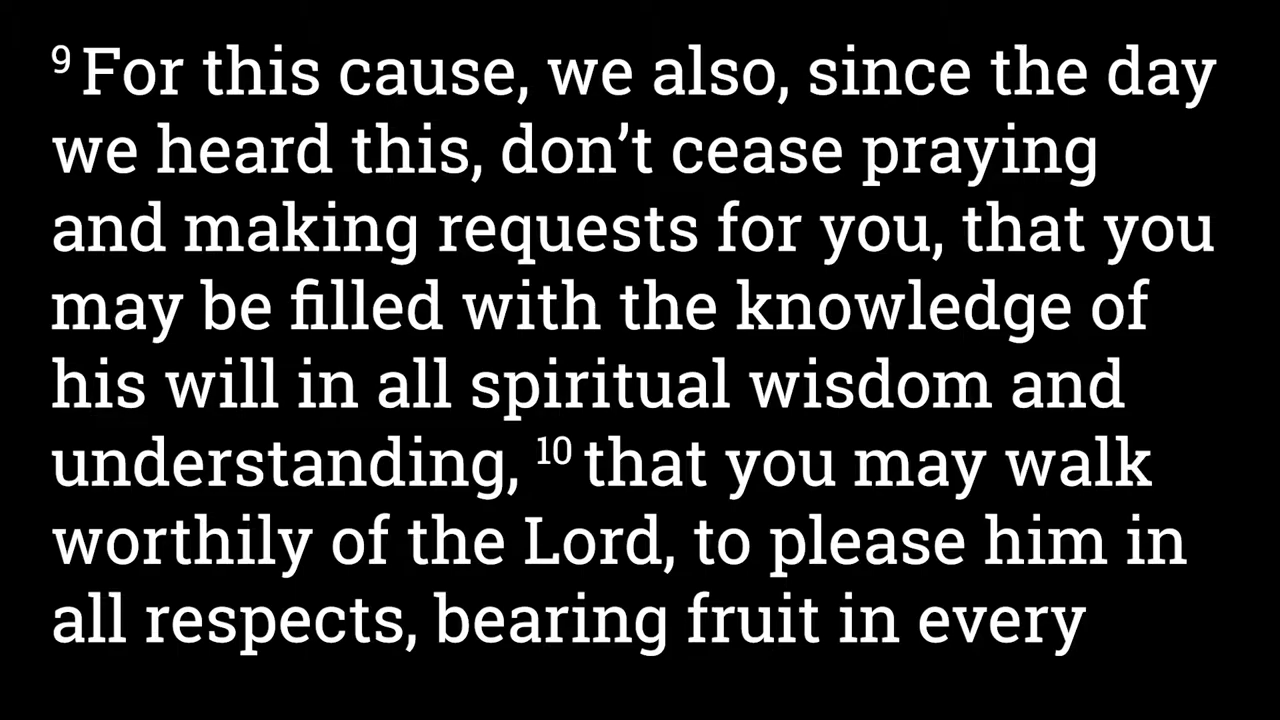 9 For this cause, we also, since the day
we heard this, don’t cease praying
and making requests for you, that you
may be filled with the knowledge of
his will in all spiritual wisdom and
understanding, 10 that you may walk
worthily of the Lord, to please him in
all respects, bearing fruit in every